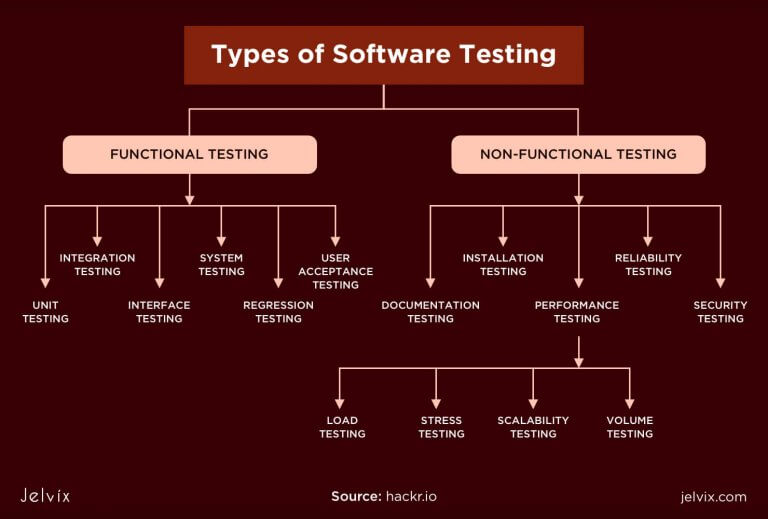 Types of Software Testing
FUNCTIONAL TESTING
NON-FUNCTIONAL TESTING
UNIT
TESTING
INTEGRATION
TESTING
INTERFACE
TESTING
SYSTEM
TESTING
REGRESSION
TESTING
USER
ACCEPTANCE
TESTING
DOCUMENTATION
TESTING
INSTALLATION
TESTING
PERFORMANCE
TESTING
RELIABILITY
TESTING
SECURITY
TESTING
LOAD
TESTING
STRESS
TESTING
SCALABILITY
TESTING
VOLUME
TESTING
Jelvix
Source: hackr.io
jelvix.com